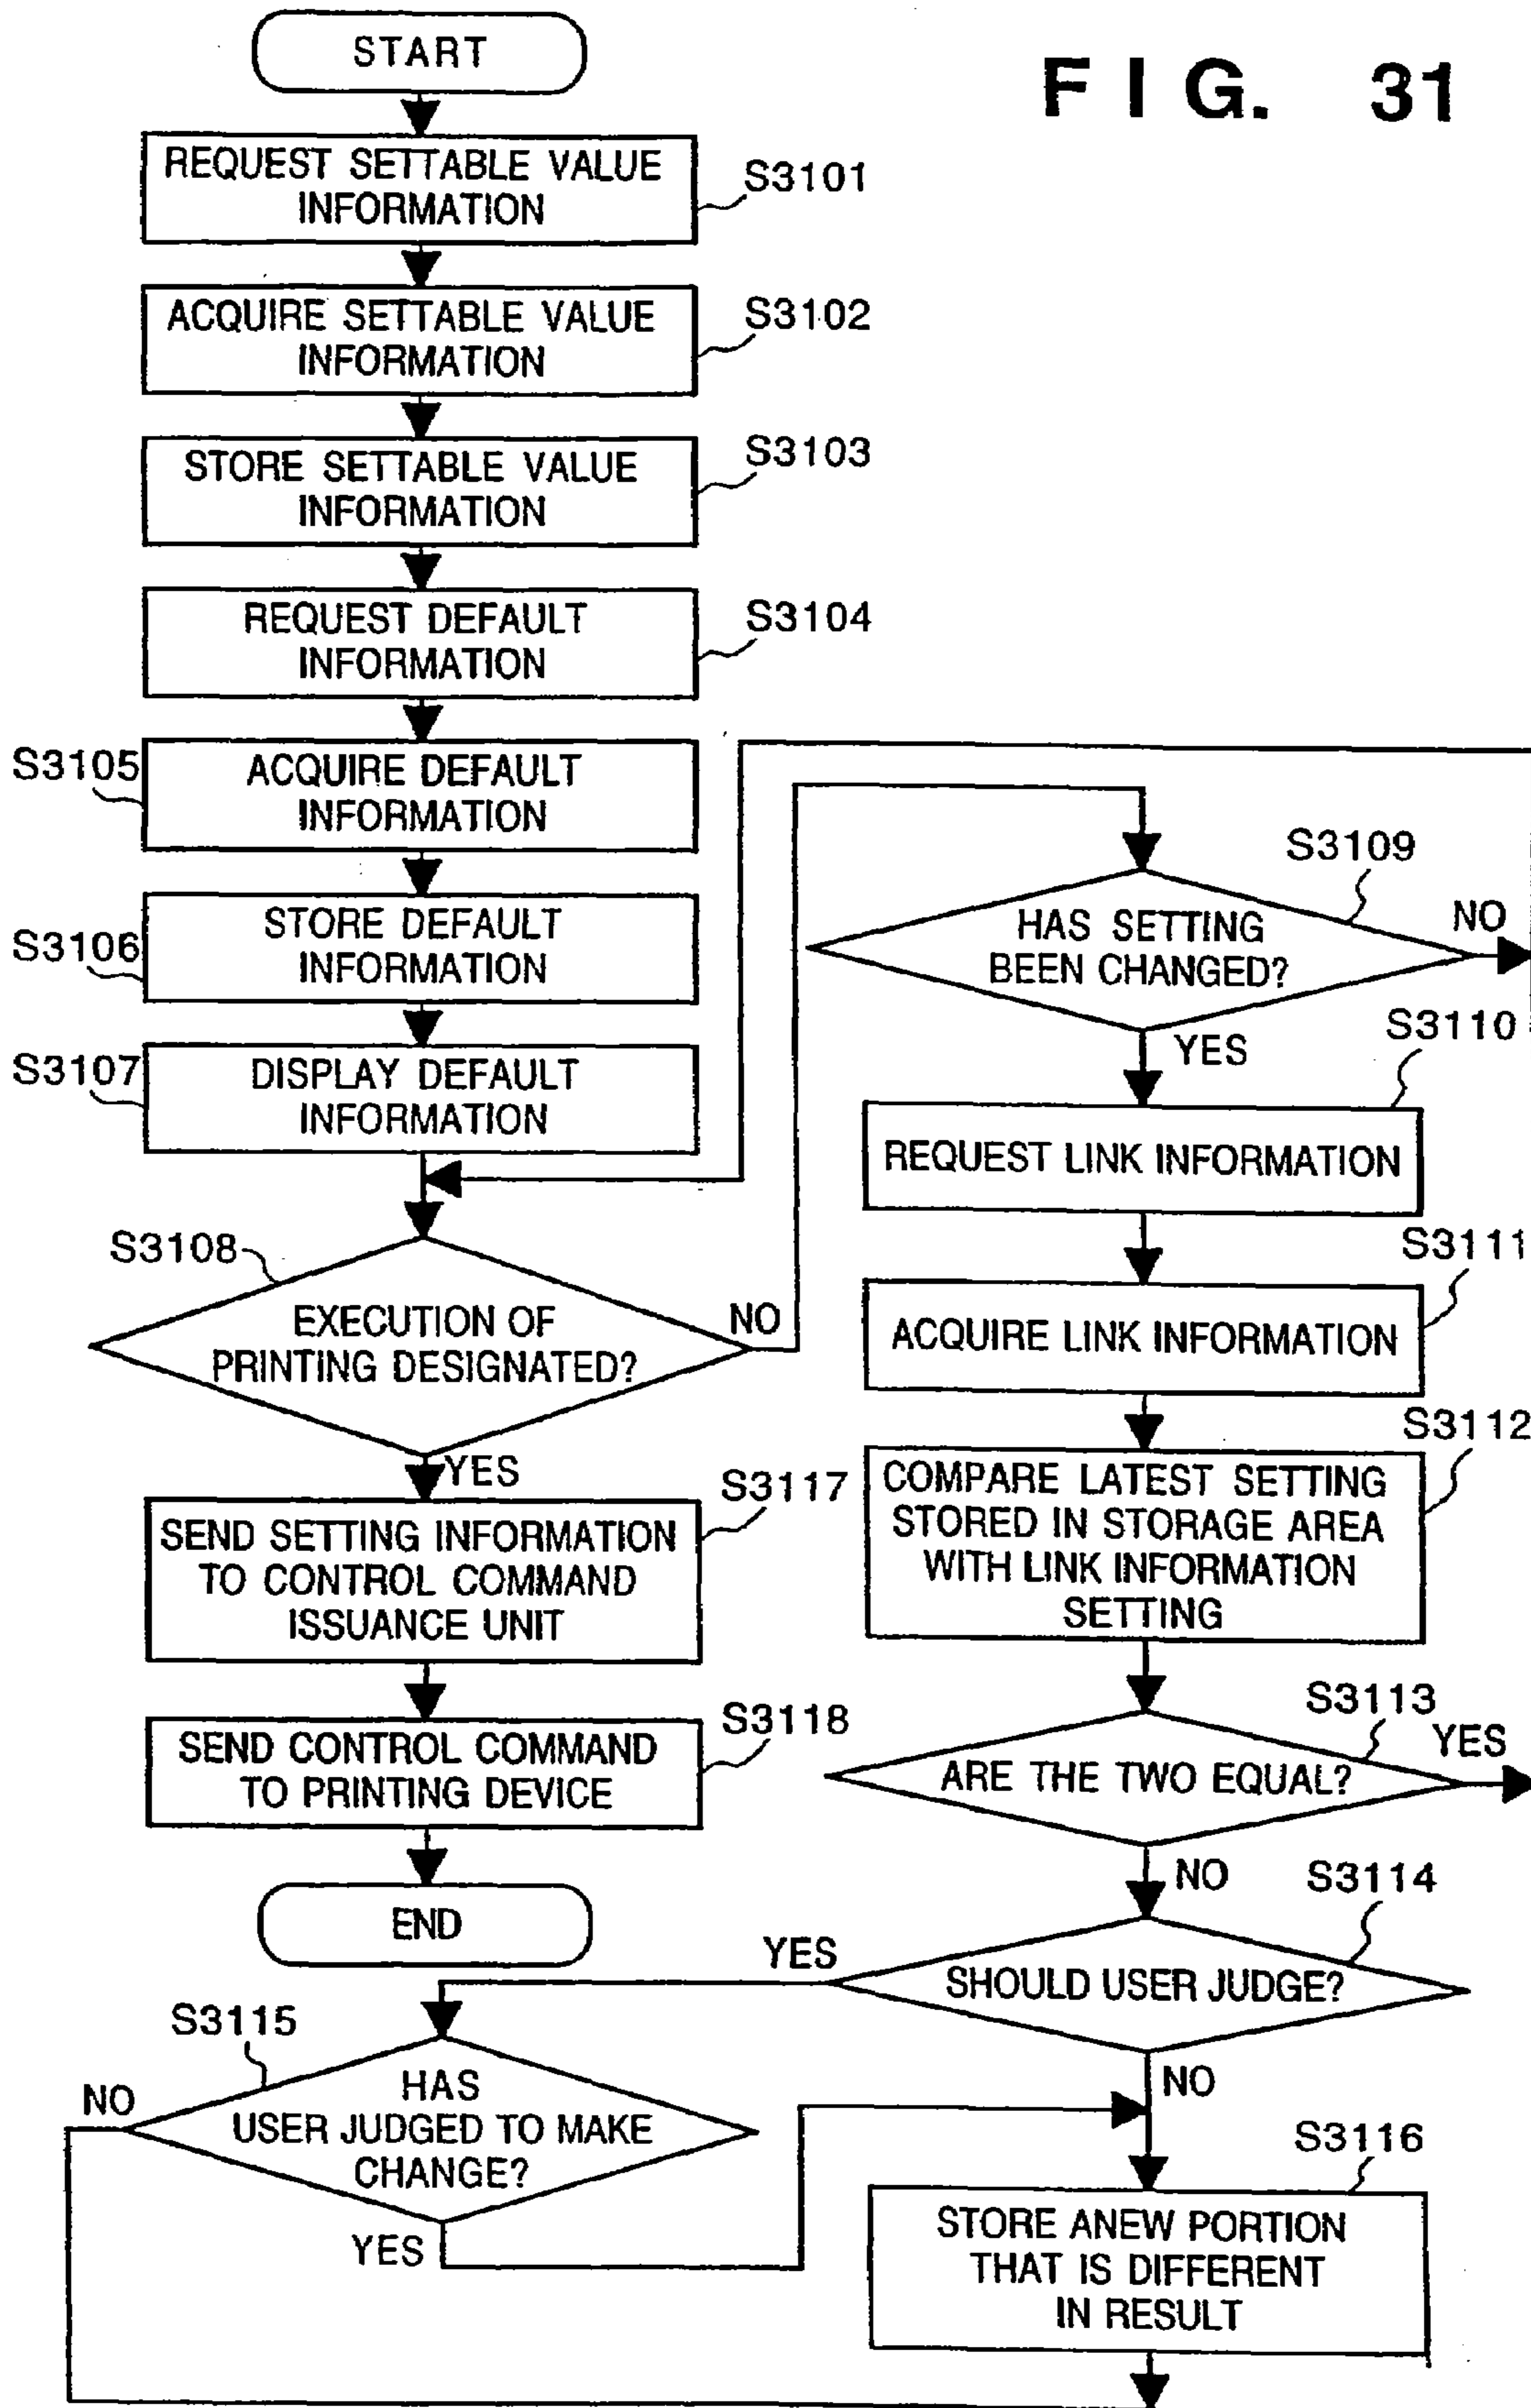 FIG. 31
START
REQUEST SETTABLE VALUE
INFORMATION
S3101
ACQUIRE SETTABLE VALUE
INFORMATION
S3102
STORE SETTABLE VALUE
INFORMATION
S3103
REQUEST DEFAULT
INFORMATION
S3104
S3105
ACQUIRE DEFAULT
INFORMATION
S3106
STORE DEFAULT
INFORMATION
S3107
DISPLAY DEFAULT
INFORMATION
S3108
EXECUTION OF
PRINTING DESIGNATED?
NO
YES
S3109
HAS SETTING
BEEN CHANGED?
NO
YES
S3110
REQUEST LINK INFORMATION
S3111
ACQUIRE LINK INFORMATION
S3112
COMPARE LATEST SETTING
STORED IN STORAGE AREA
WITH LINK INFORMATION
SETTING
S3113
ARE THE TWO EQUAL?
YES
NO
S3114
SHOULD USER JUDGE?
YES
NO
S3115
HAS
USER JUDGED TO MAKE
CHANGE?
NO
YES
S3116
STORE ANEW PORTION
THAT IS DIFFERENT
IN RESULT
S3117
SEND SETTING INFORMATION
TO CONTROL COMMAND
ISSUANCE UNIT
S3118
SEND CONTROL COMMAND
TO PRINTING DEVICE
END